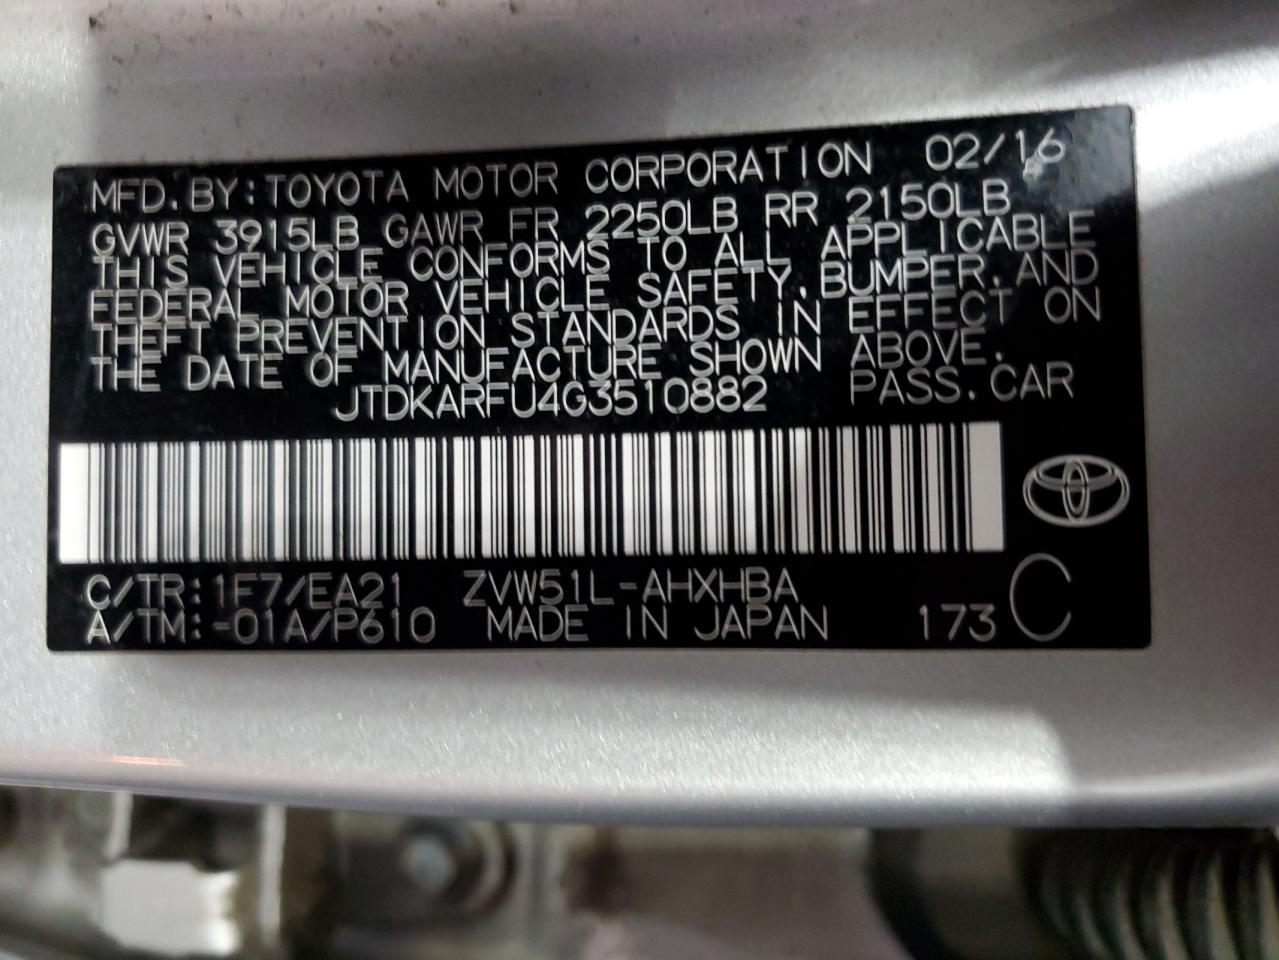 MFD.BY:TOYOTA MOTOR CORPORATION 02/16
GVWR 3915LB GAWR FR 2250LB RR 2150LB
THIS VEHICLE CONFORMS TO ALL APPLICABLE
FEDERAL MOTOR VEHICLE SAFETY,BUMPER,AND
THEFT PREVENTION STANDARDS IN EFFECT ON
THE DATE OF MANUFACTURE SHOWN ABOVE.
JTDKARFU4G3510882 PASS.CAR
C/TR:1F7/EA21 ZVW51L-AHXHBA
A/TM:-01A/P610 MADE IN JAPAN 173 C